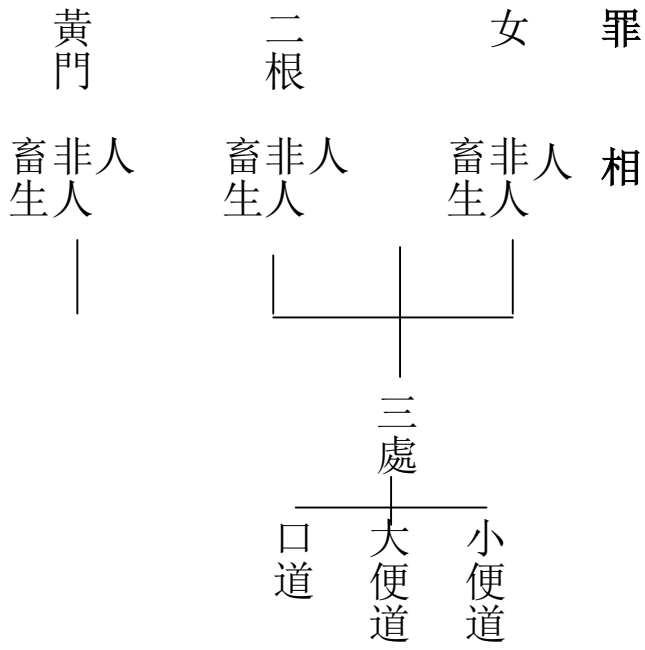 罪相
女
人
非人
畜生
二根
人
非人
畜生
黃門
人
非人
畜生
三處
小便道
大便道
口道